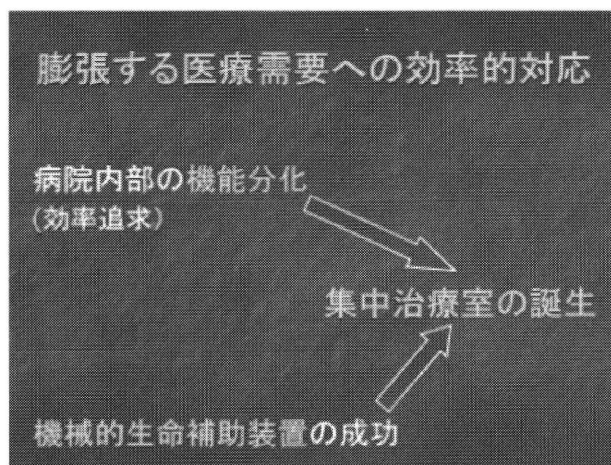 膨張する医療需要への効率的対応
病院内部の機能分化
(効率追求)
集中治療室の誕生
機械的生命補助装置の成功